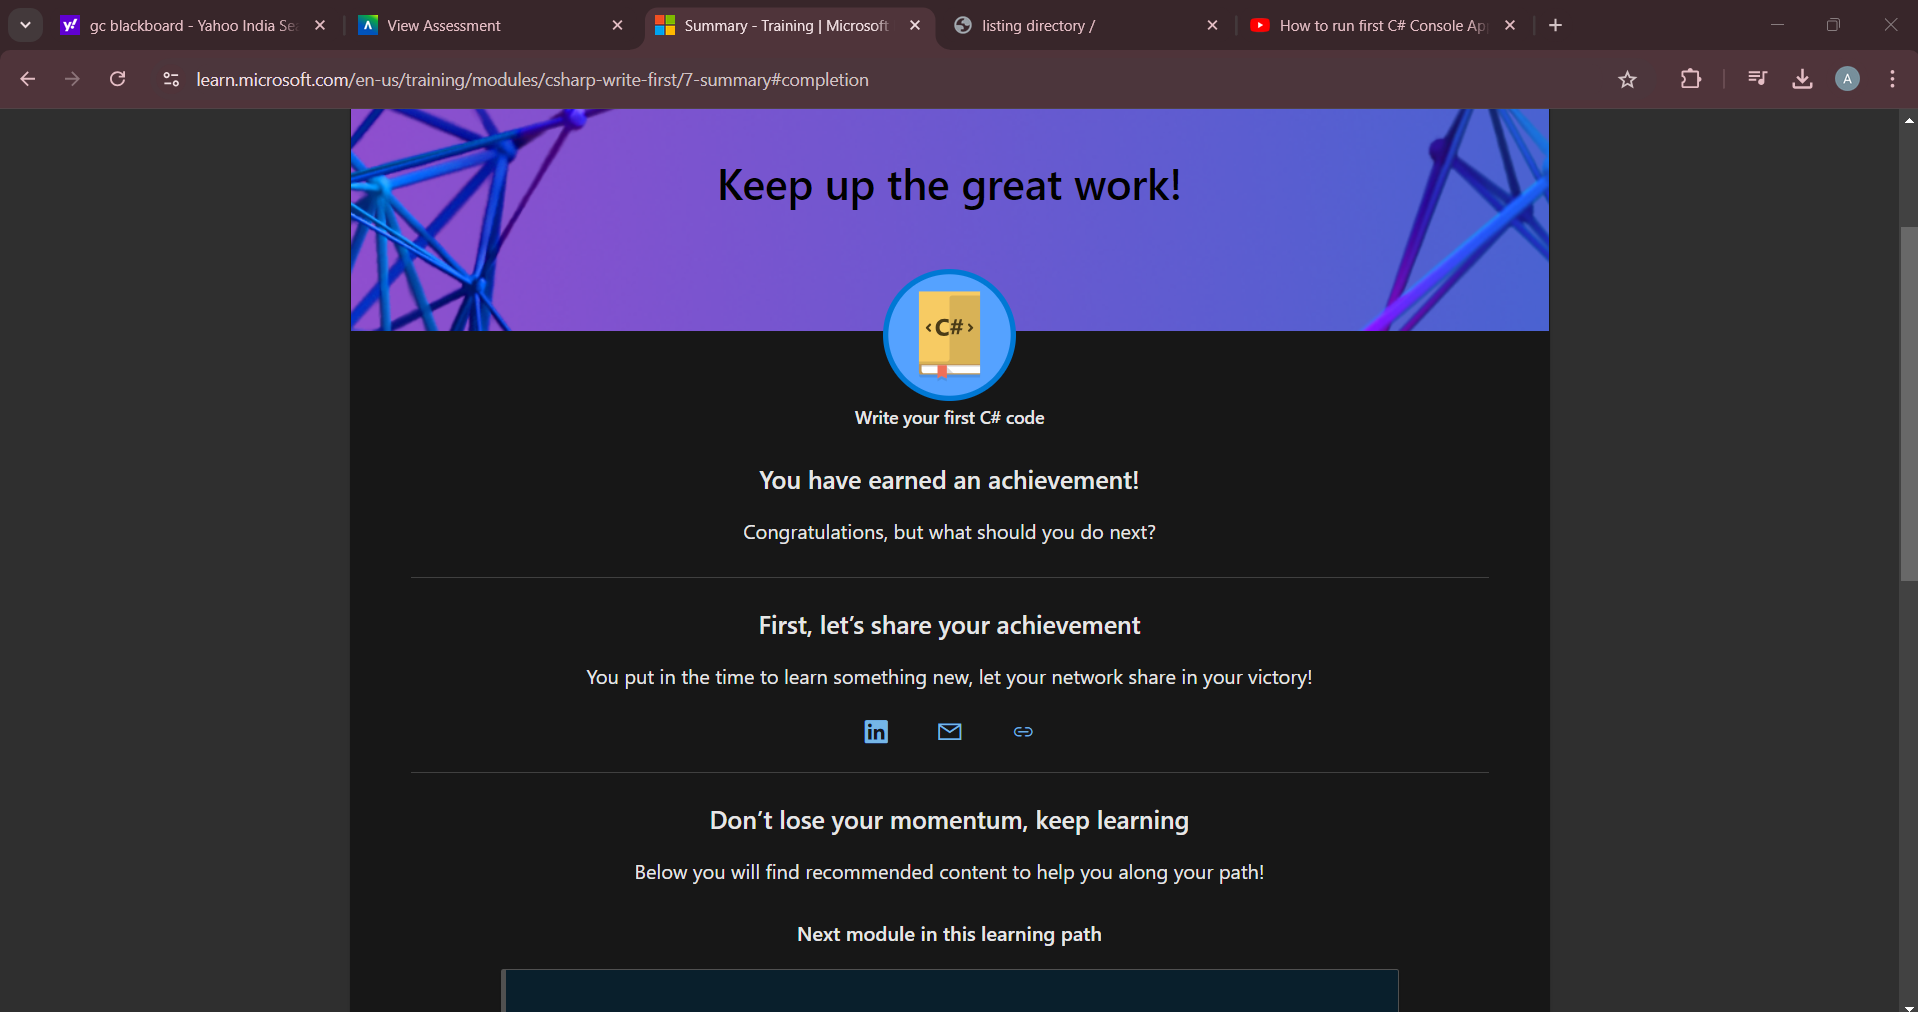 gc blackboard - Yahoo India Se
View Assessment
Summary - Training | Microsoft
listing directory /
How to run first C# Console Ap
learn.microsoft.com/en-us/training/modules/csharp-write-first/7-summary#completion
A
Keep up the great work!
<C#>
Write your first C# code
You have earned an achievement!
Congratulations, but what should you do next?
First, let’s share your achievement
You put in the time to learn something new, let your network share in your victory!
in
Don’t lose your momentum, keep learning
Below you will find recommended content to help you along your path!
Next module in this learning path